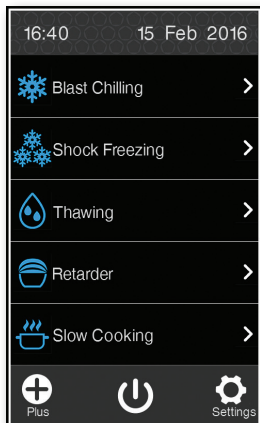 16:40 15 Feb 2016
Blast Chilling
Shock Freezing
Thawing
Retarder
Slow Cooking
Plus Settings